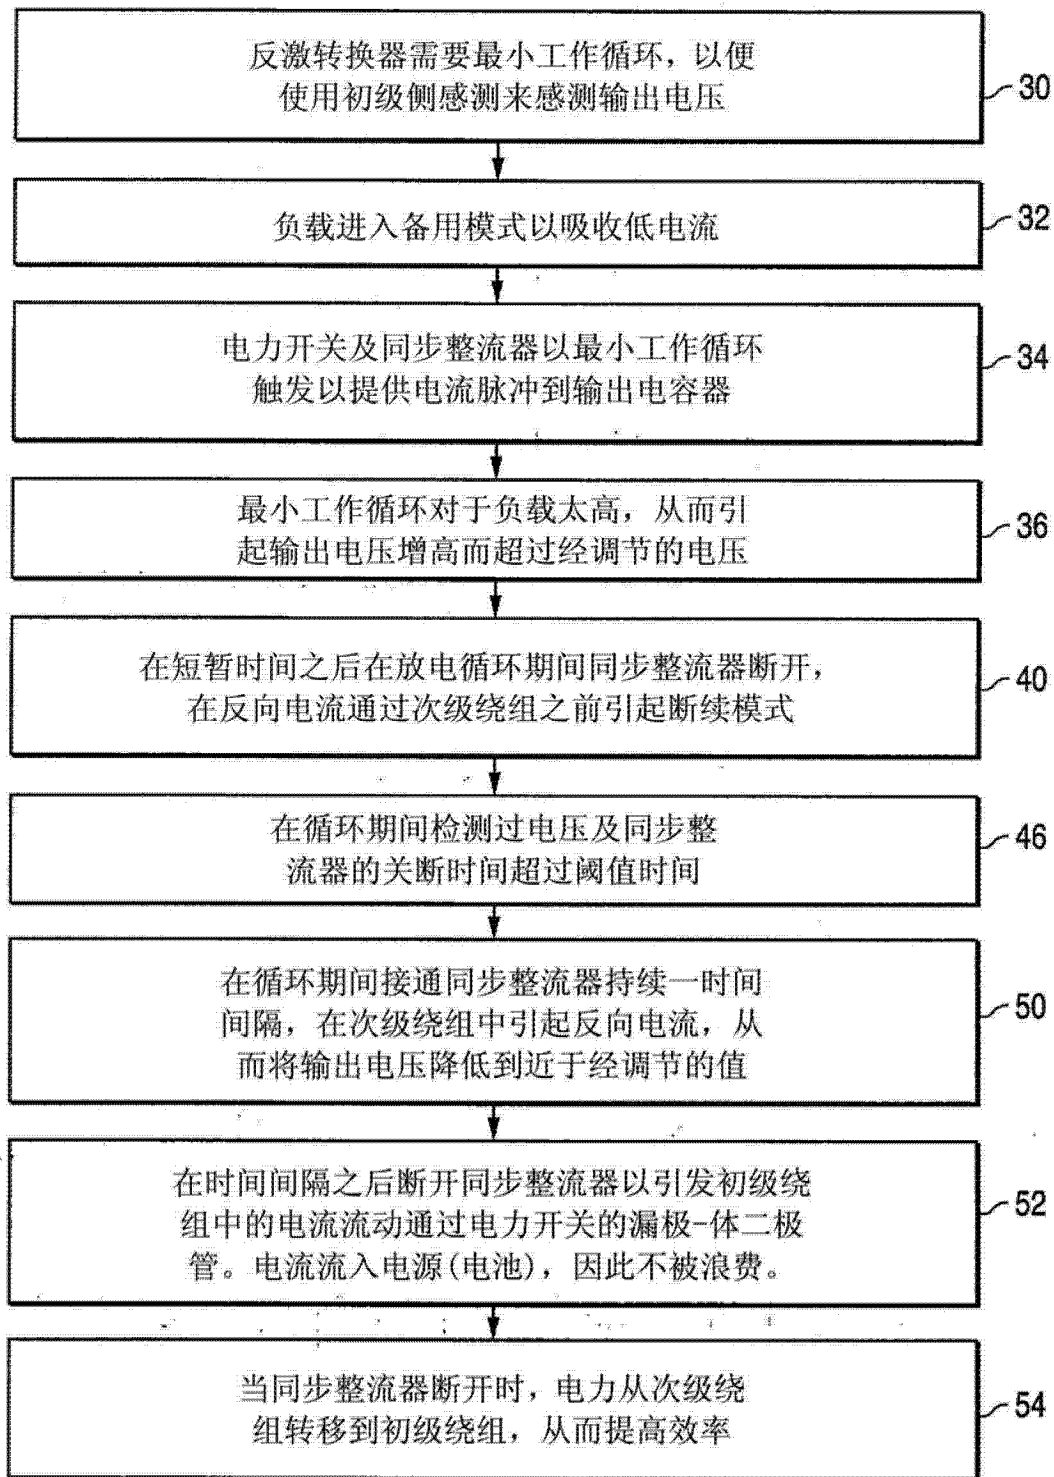 反激转换器需要最小工作循环，以便
使用初级侧感测来感测输出电压
30
负载进入备用模式以吸收低电流
32
电力开关及同步整流器以最小工作循环
触发以提供电流脉冲到输出电容器
34
最小工作循环对于负载太高，从而引
起输出电压增高而超过经调节的电压
36
在短暂时间之后在放电循环期间同步整流器断开，
在反向电流通过次级绕组之前引起断续模式
40
在循环期间检测过电压及同步整
流器的关断时间超过阈值时间
46
在循环期间接通同步整流器持续一时间
间隔，在次级绕组中引起反向电流，从
而将输出电压降低到近于经调节的值
50
在时间间隔之后断开同步整流器以引发初级绕
组中的电流流动通过电力开关的漏极-体二极
管。电流流入电源(电池)，因此不被浪费。
52
当同步整流器断开时，电力从次级绕
组转移到初级绕组，从而提高效率
54